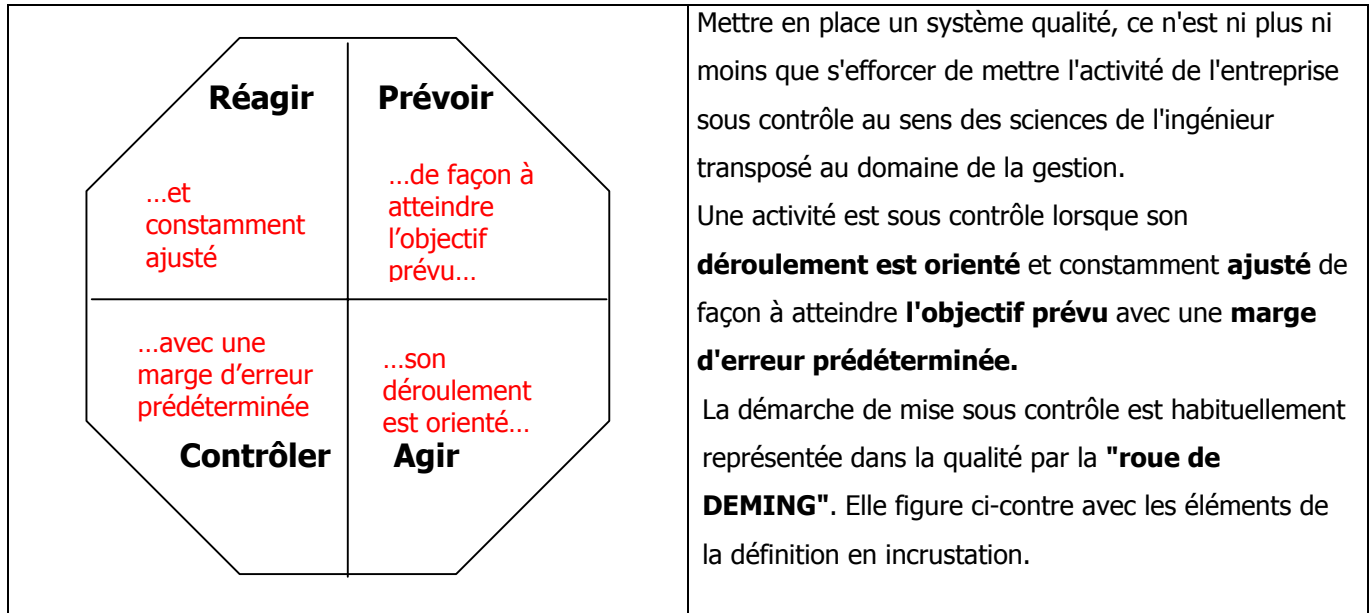 Réagir
Prévoir
…et
constamment
ajusté
…de façon à
atteindre
l’objectif
prévu…
…avec une
marge d’erreur
prédéterminée
…son
déroulement
est orienté…
Contrôler
Agir
Mettre en place un système qualité, ce n'est ni plus ni
moins que s'efforcer de mettre l'activité de l'entreprise
sous contrôle au sens des sciences de l'ingénieur
transposé au domaine de la gestion.
Une activité est sous contrôle lorsque son
déroulement est orienté et constamment ajusté de
façon à atteindre l'objectif prévu avec une marge
d'erreur prédéterminée.
La démarche de mise sous contrôle est habituellement
représentée dans la qualité par la "roue de
DEMING". Elle figure ci-contre avec les éléments de
la définition en incrustation.